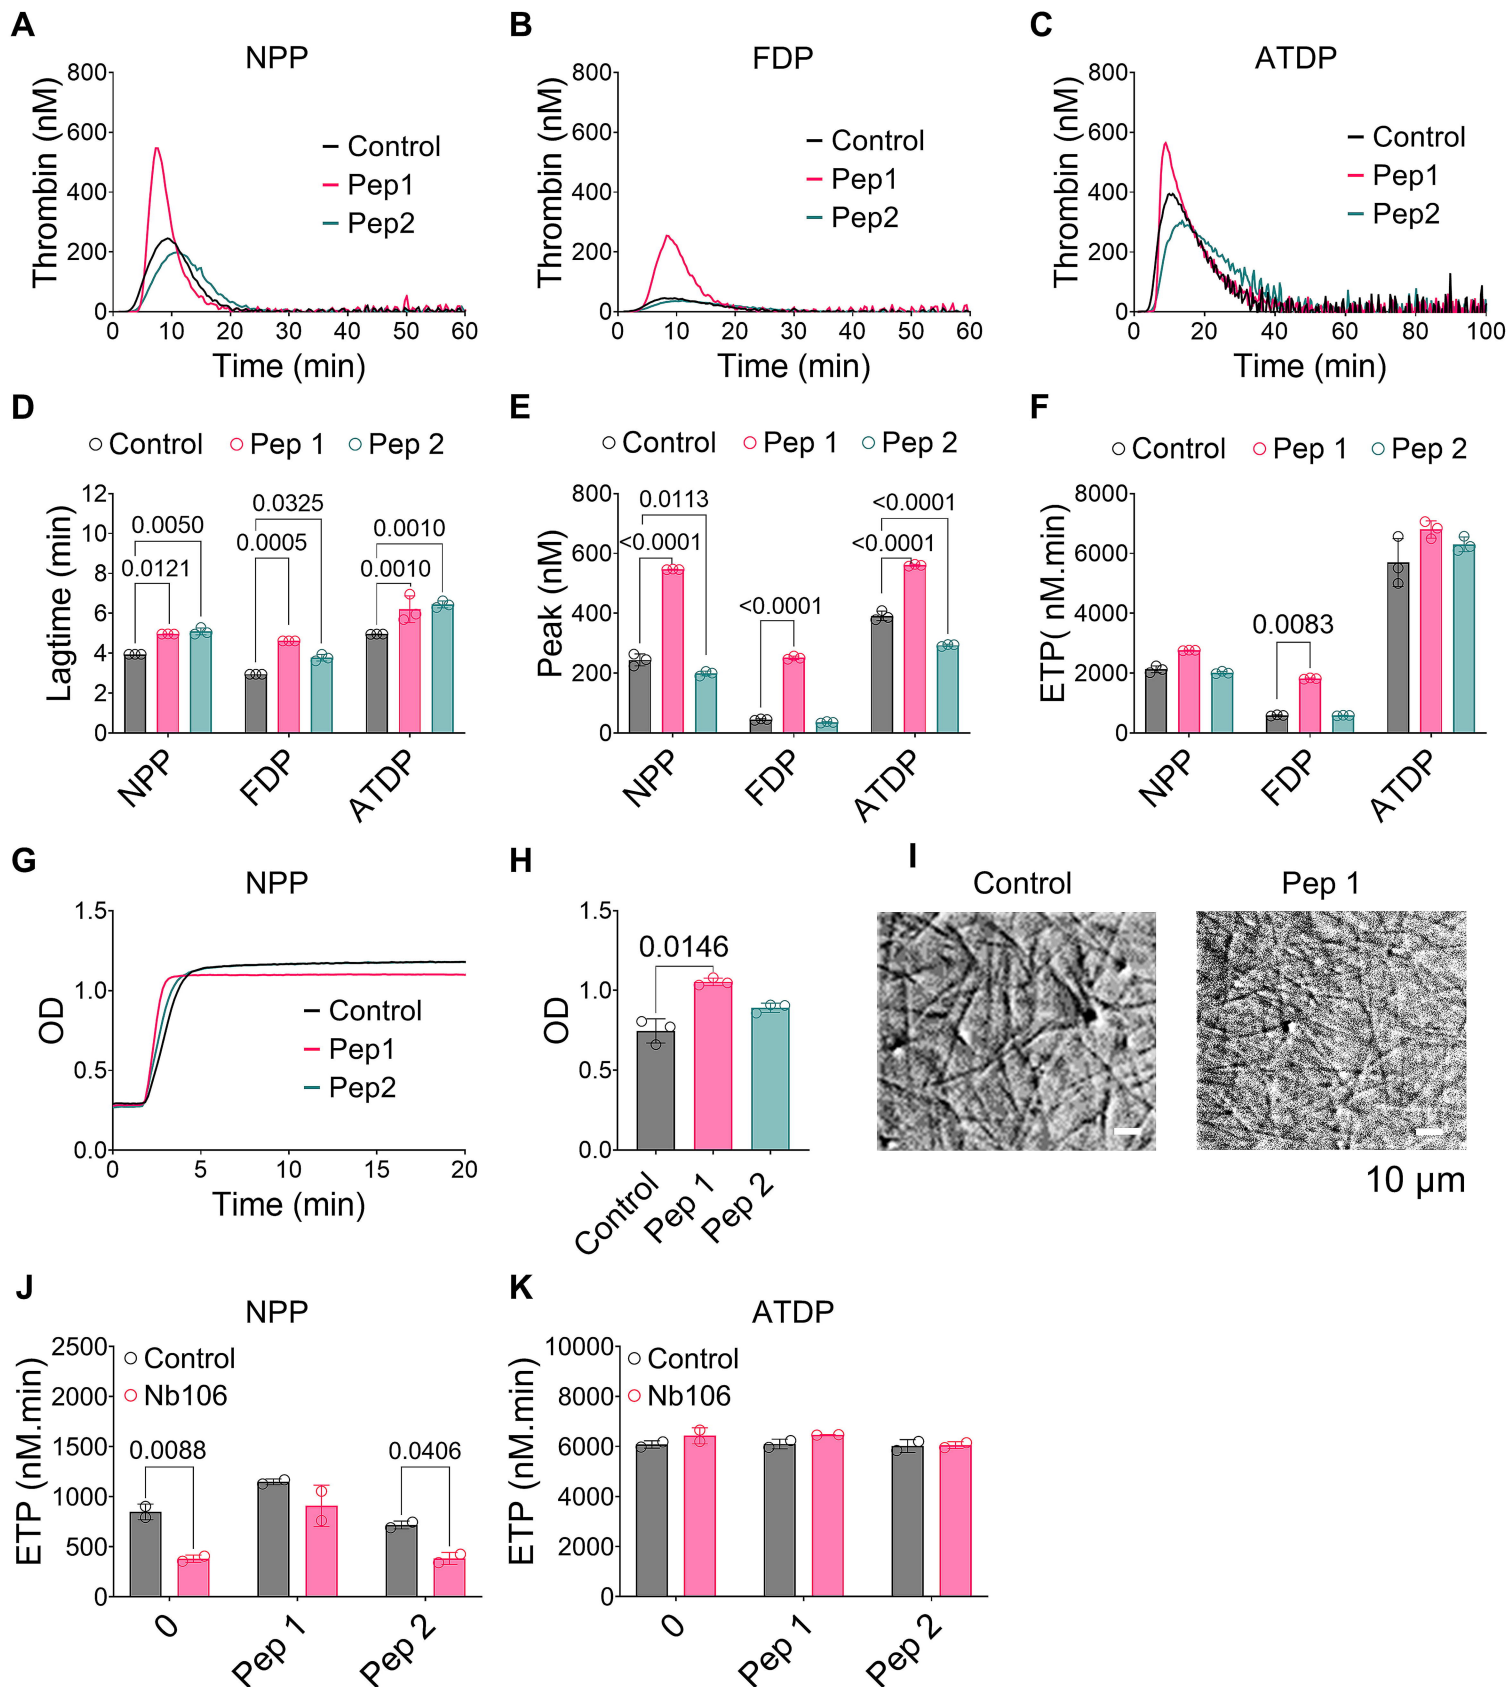 A
NPP
Thrombin (nM)
800
600
400
200
0
0 10 20 30 40 50 60
Time (min)
Control
Pep1
Pep2
B
FDP
Thrombin (nM)
800
600
400
200
0
0 10 20 30 40 50 60
Time (min)
Control
Pep1
Pep2
C
ATDP
Thrombin (nM)
800
600
400
200
0
0 20 40 60 80 100
Time (min)
Control
Pep1
Pep2
D
Control Pep 1 Pep 2
Lagtime (min)
12
10
8
6
4
2
0
0.0050
0.0121
0.0325
0.0005
0.0010
0.0010
NPP FDP ATDP
E
Control Pep 1 Pep 2
Peak (nM)
800
600
400
200
0
0.0113
<0.0001
<0.0001
<0.0001
<0.0001
NPP FDP ATDP
F
Control Pep 1 Pep 2
ETP( nM.min)
8000
6000
4000
2000
0
0.0083
NPP FDP ATDP
G
NPP
OD
1.5
1.0
0.5
0.0
0 5 10 15 20
Time (min)
Control
Pep1
Pep2
H
OD
1.5
1.0
0.5
0.0
0.0146
Control Pep 1 Pep 2
I
Control Pep 1
10 µm
J
NPP
ETP (nM.min)
2500
2000
1500
1000
500
0
Control
Nb106
0.0088
0.0406
0 Pep 1 Pep 2
K
ATDP
ETP (nM.min)
10000
8000
6000
4000
2000
0
Control
Nb106
0 Pep 1 Pep 2